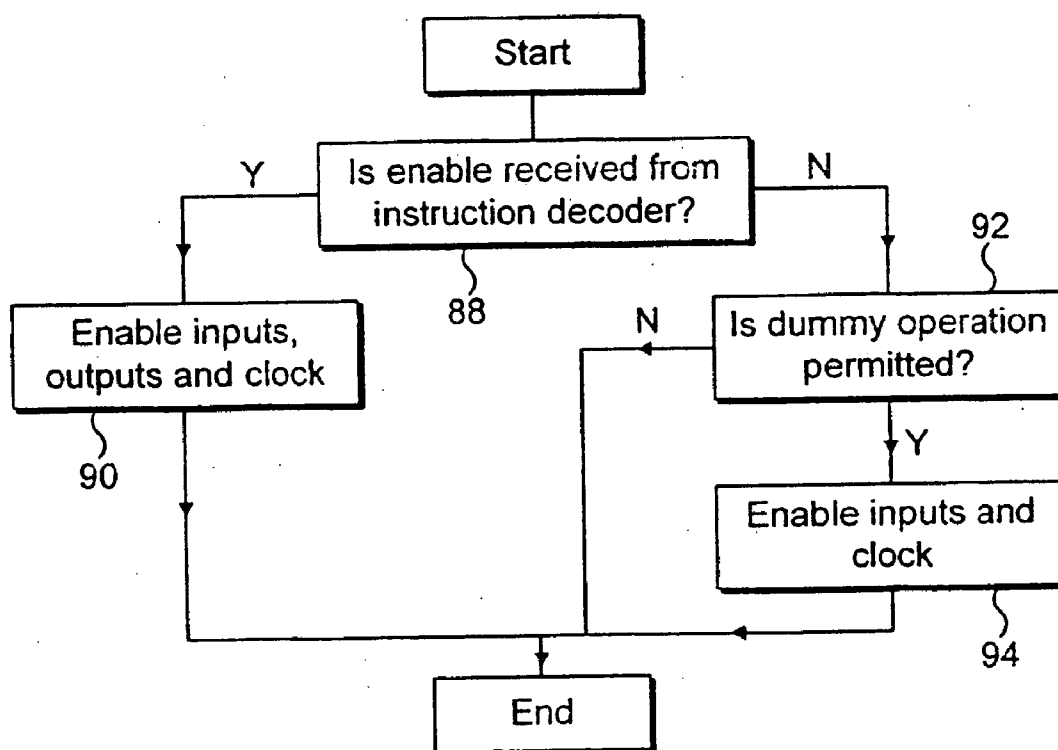 Start
Y
Is enable received from
instruction decoder?
N
88
92
Enable inputs,
outputs and clock
90
N
Is dummy operation
permitted?
Y
Enable inputs and
clock
94
End